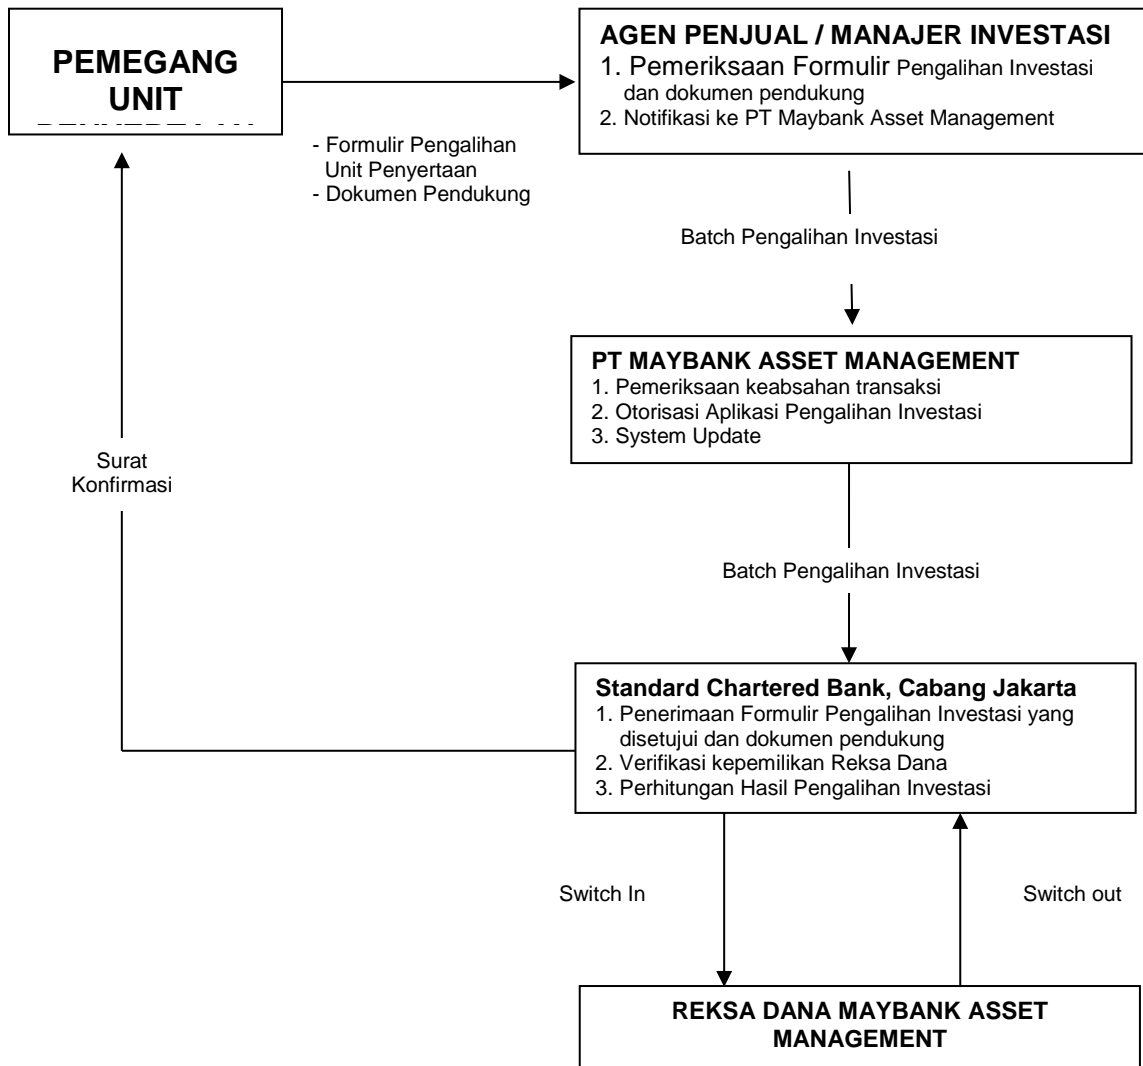 PEMEGANG
UNIT
AGEN PENJUAL / MANAJER INVESTASI
1. Pemeriksaan Formulir Pengalihan Investasi
dan dokumen pendukung
2. Notifikasi ke PT Maybank Asset Management
- Formulir Pengalihan
Unit Penyertaan
- Dokumen Pendukung
Batch Pengalihan Investasi
PT MAYBANK ASSET MANAGEMENT
1. Pemeriksaan keabsahan transaksi
2. Otorisasi Aplikasi Pengalihan Investasi
3. System Update
Surat
Konfirmasi
Batch Pengalihan Investasi
Standard Chartered Bank, Cabang Jakarta
1. Penerimaan Formulir Pengalihan Investasi yang
disetujui dan dokumen pendukung
2. Verifikasi kepemilikan Reksa Dana
3. Perhitungan Hasil Pengalihan Investasi
Switch In
Switch out
REKSA DANA MAYBANK ASSET
MANAGEMENT